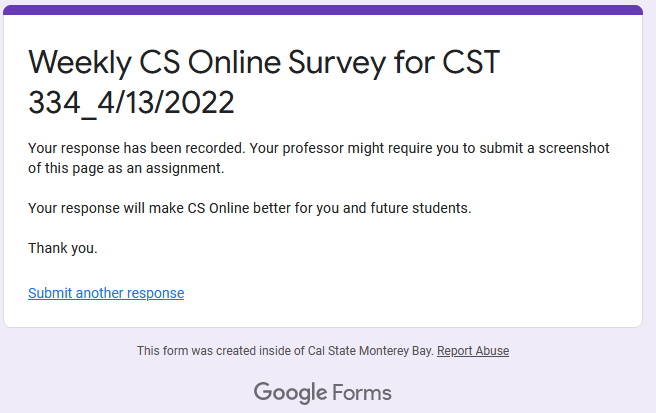 Weekly CS Online Survey for CST
334_4/13/2022
Your response has been recorded. Your professor might require you to submit a screenshot
of this page as an assignment.
Your response will make CS Online better for you and future students.
Thank you.
Submit another response
This form was created inside of Cal State Monterey Bay. Report Abuse
Google Forms